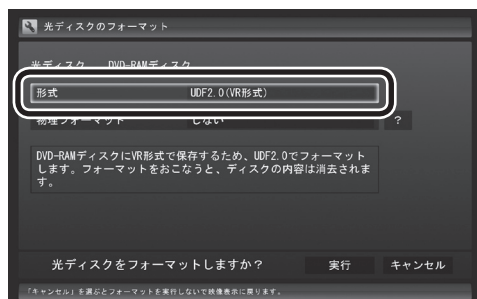 光ディスクのフォーマット
光ディスク DVD-RAMディスク
形式 UDF2.0(VR形式)
物理フォーマット しない ?
DVD-RAMディスクにVR形式で保存するため、UDF2.0でフォーマット
します。フォーマットをおこなうと、ディスクの内容は消去されま
す。
光ディスクをフォーマットしますか？ 実行 キャンセル
「キャンセル」を選ぶとフォーマットを実行しないで映像表示に戻ります。